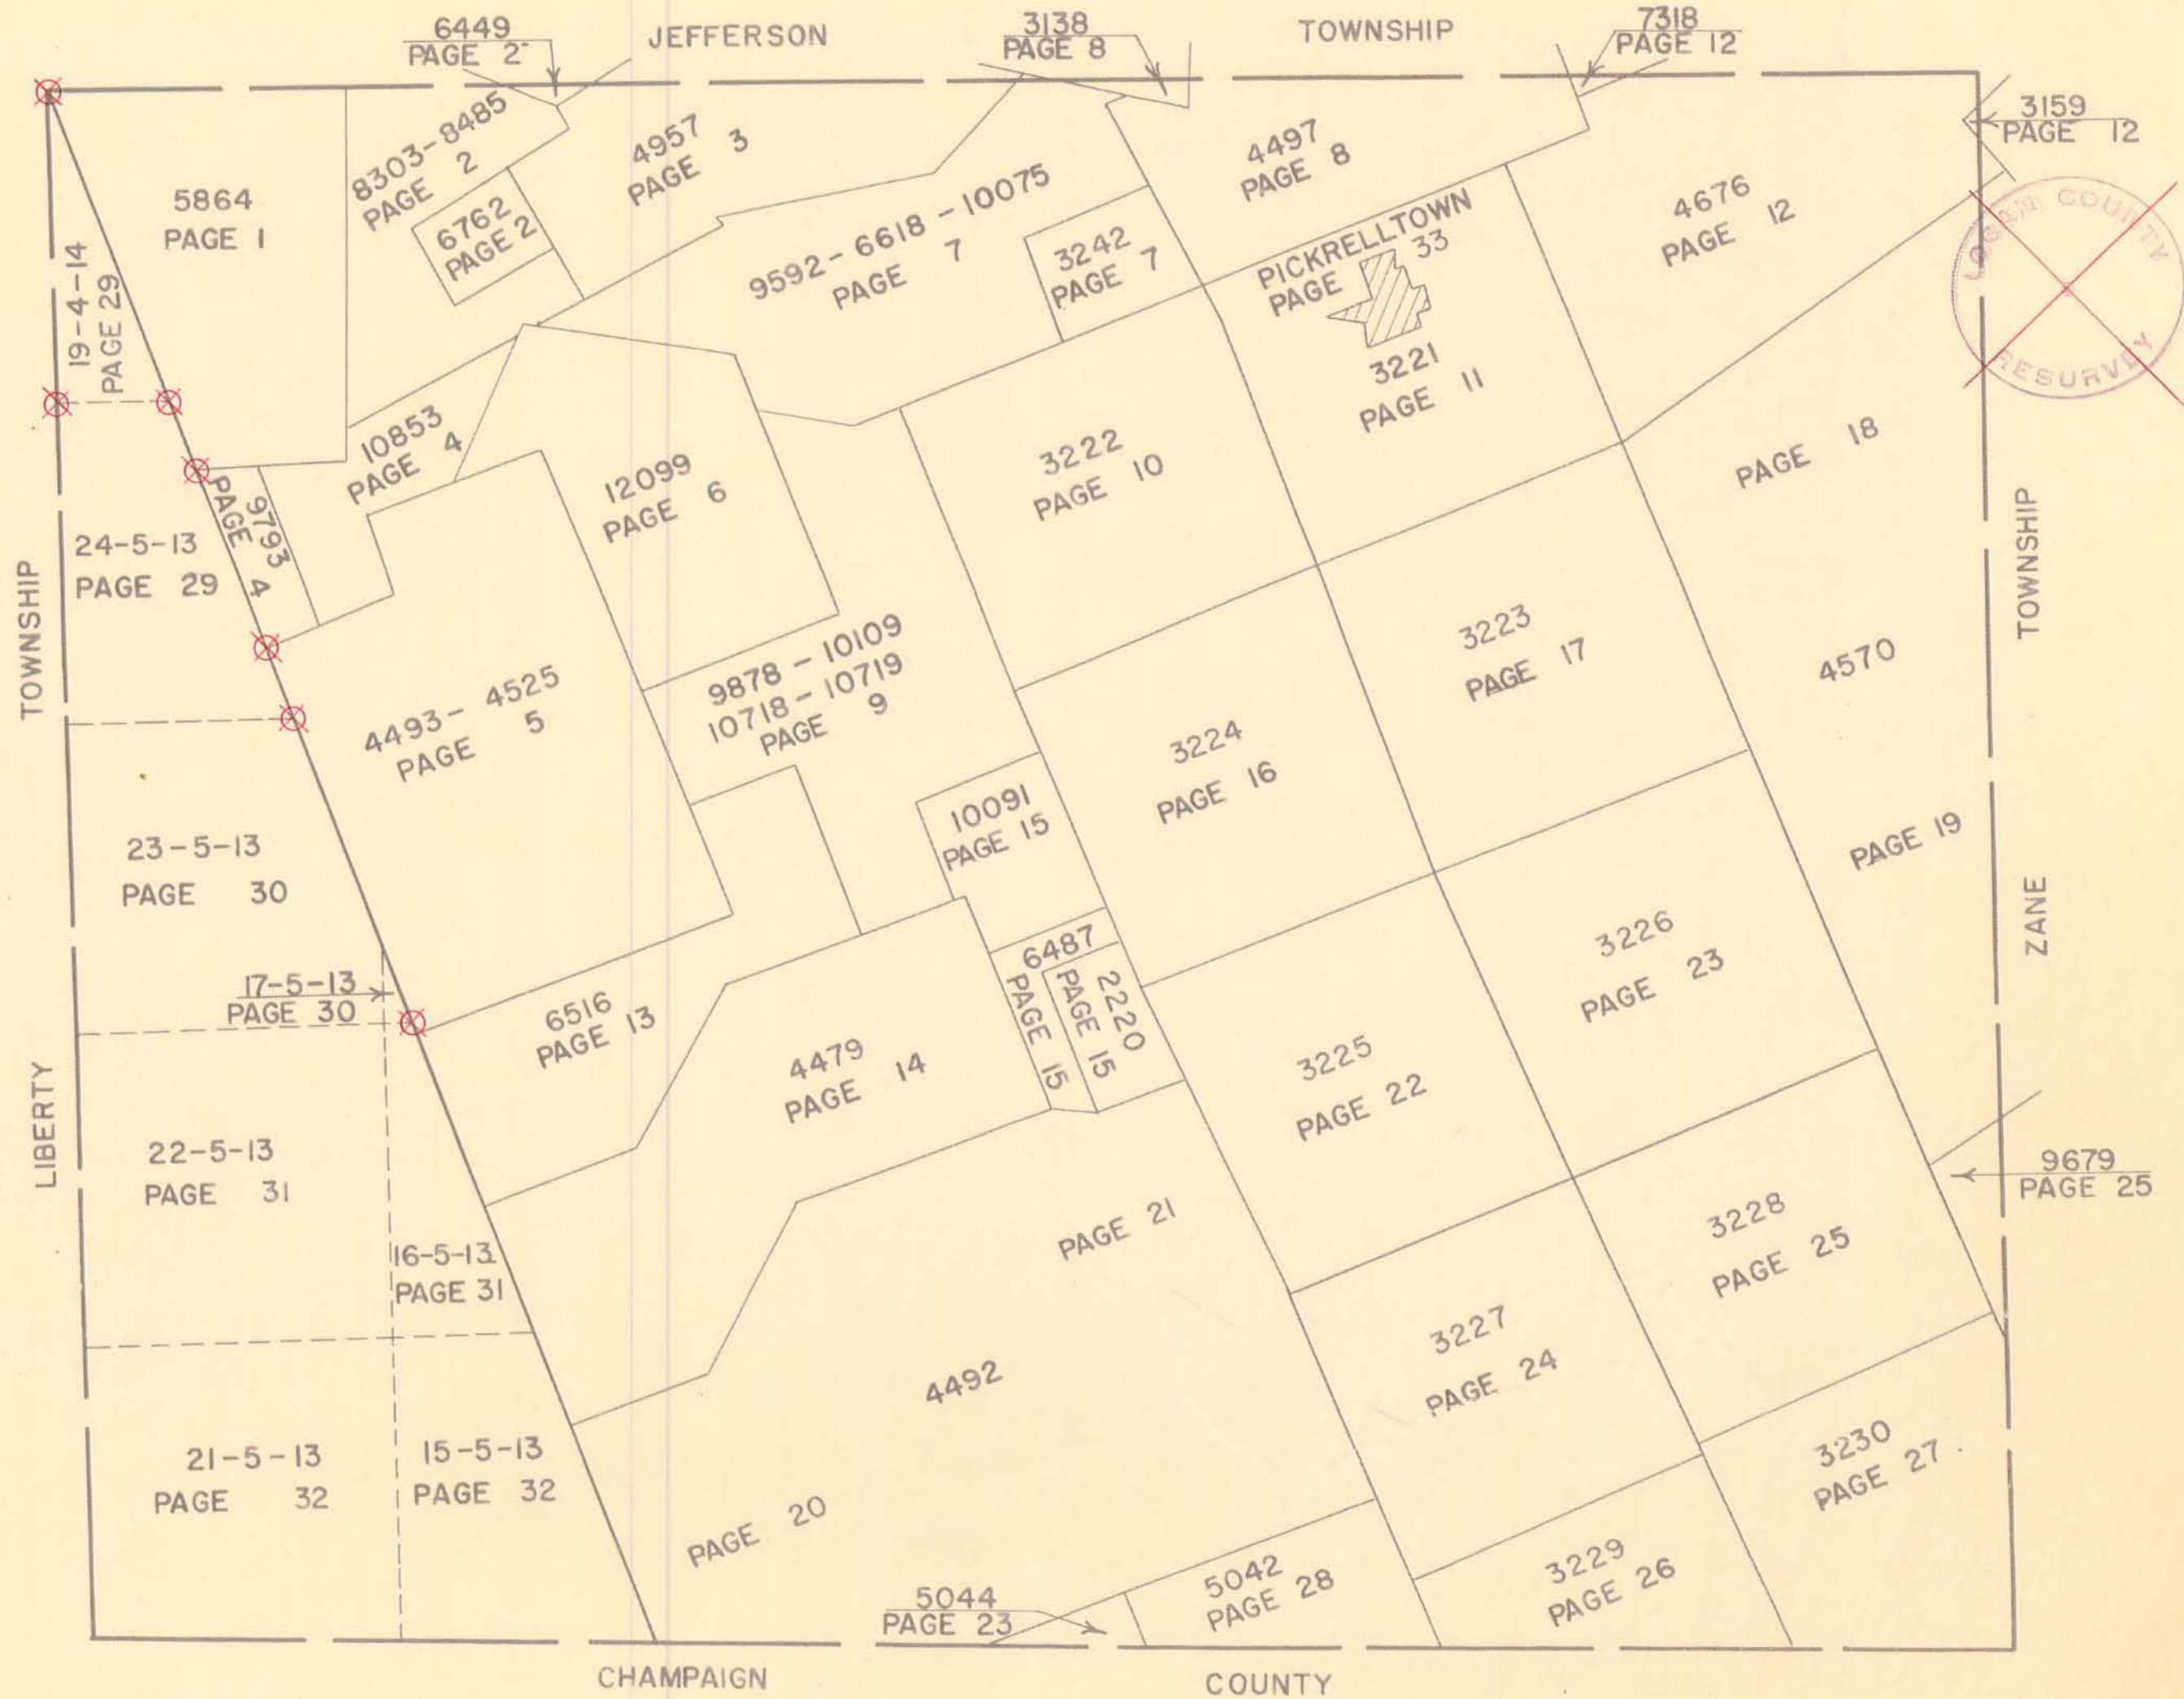 6449
PAGE 2
JEFFERSON
3138
PAGE 8
TOWNSHIP
7318
PAGE 12
3159
PAGE 12
LOGAN COUNTY
RESURVEY
5864
PAGE 1
19-4-14
PAGE 29
8303-8485
PAGE 2
6762
PAGE 2
4957
PAGE 3
9592-6618-10075
PAGE 7
3242
PAGE 7
4497
PAGE 8
PICKRELLTOWN
PAGE 33
3221
PAGE 11
4676
PAGE 12
10853
PAGE 4
9793
PAGE 4
12099
PAGE 6
3222
PAGE 10
PAGE 18
24-5-13
PAGE 29
TOWNSHIP
TOWNSHIP
4493-4525
PAGE 5
9878-10109
10718-10719
PAGE 9
3223
PAGE 17
4570
3224
PAGE 16
10091
PAGE 15
PAGE 19
23-5-13
PAGE 30
17-5-13
PAGE 30
6487
PAGE 15
2220
PAGE 15
3226
PAGE 23
ZANE
6516
PAGE 13
4479
PAGE 14
3225
PAGE 22
LIBERTY
22-5-13
PAGE 31
16-5-13
PAGE 31
PAGE 21
9679
PAGE 25
3228
PAGE 25
3227
PAGE 24
4492
21-5-13
PAGE 32
15-5-13
PAGE 32
PAGE 20
3230
PAGE 27
5044
PAGE 23
5042
PAGE 28
3229
PAGE 26
CHAMPAIGN
COUNTY